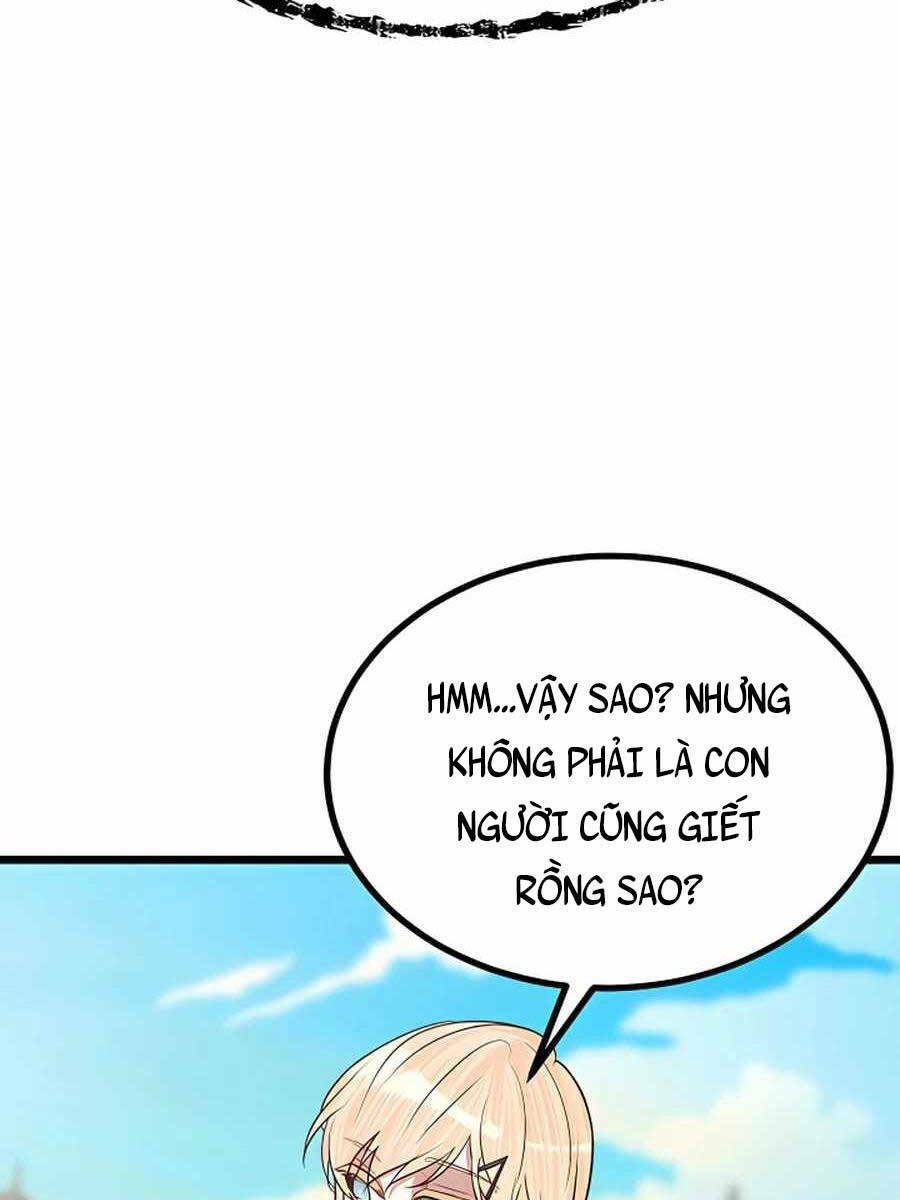 HMM...VẬY SAO? NHƯNG
KHÔNG PHẢI LÀ CON
NGƯỜI CŨNG GIẾT
RỒNG SAO?